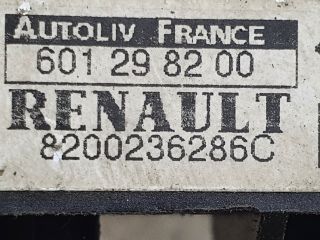 AUTOLIV FRANCE
601 29 82 00
RENAULT
8200236286C